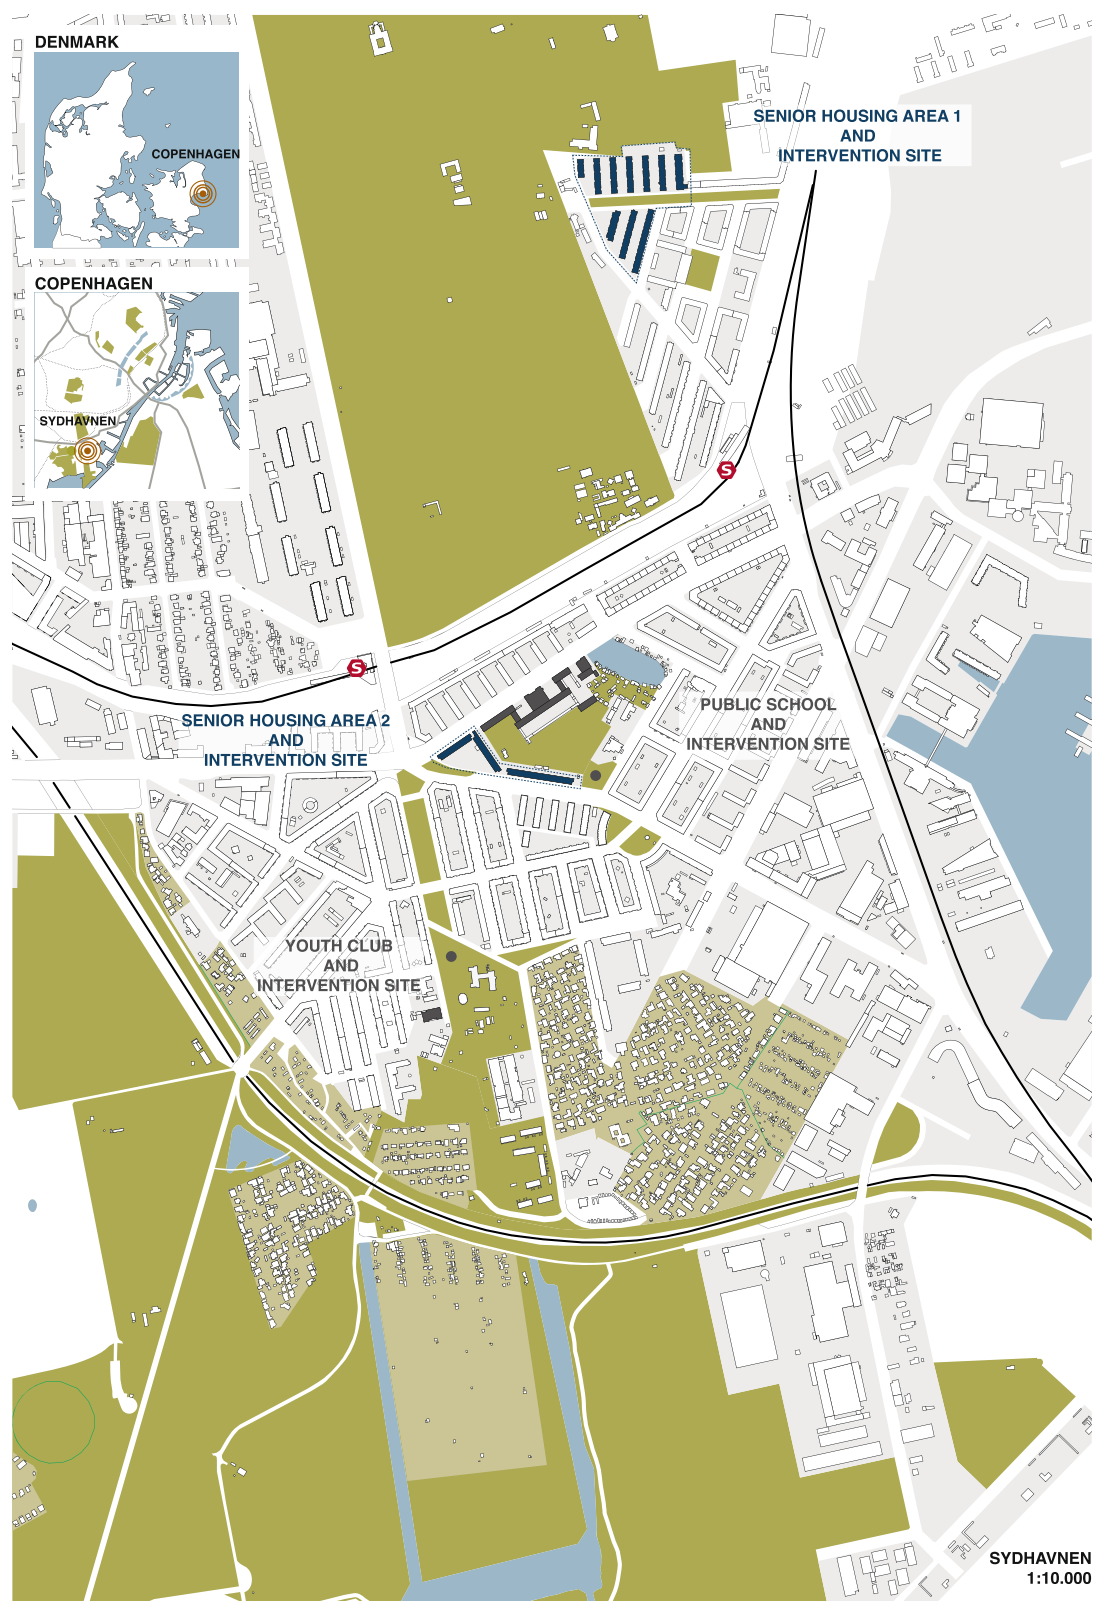 DENMARK
COPENHAGEN
SENIOR HOUSING AREA 1
AND
INTERVENTION SITE
COPENHAGEN
SYDHAVNEN
S
S
SENIOR HOUSING AREA 2
AND
INTERVENTION SITE
PUBLIC SCHOOL
AND
INTERVENTION SITE
YOUTH CLUB
AND
INTERVENTION SITE
SYDHAVNEN
1:10.000